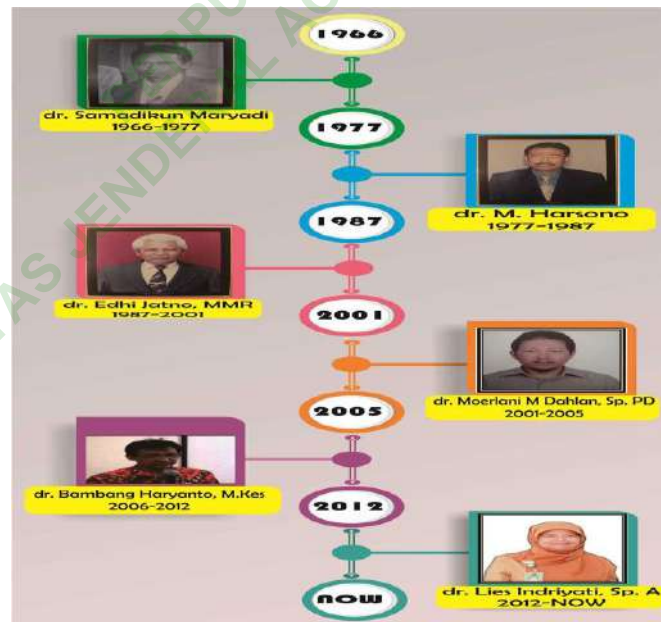 1966
dr. Samadikun Maryadi
1966-1977
1977
dr. M. Harsono
1977-1987
1987
dr. Edhi Jatno, MMR
1987-2001
2001
dr. Moerlani M Dahlan, Sp. PD
2001-2005
2005
dr. Bambang Haryanto, M.Kes
2006-2012
2012
dr. Lies Indriyati, Sp. A
2012-NOW
NOW